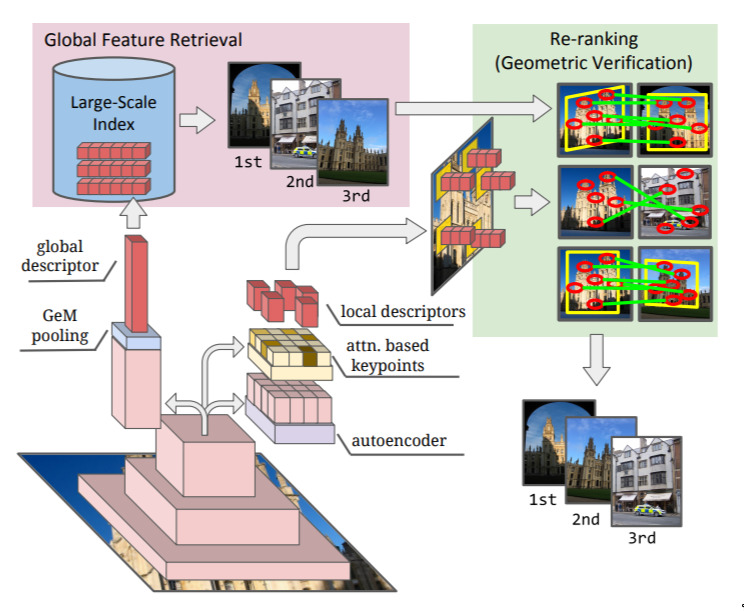 Global Feature Retrieval
Large-Scale
Index
1st
2nd
3rd
Re-ranking
(Geometric Verification)
global
descriptor
GeM
pooling
local descriptors
attn. based
keypoints
autoencoder
1st
2nd
3rd